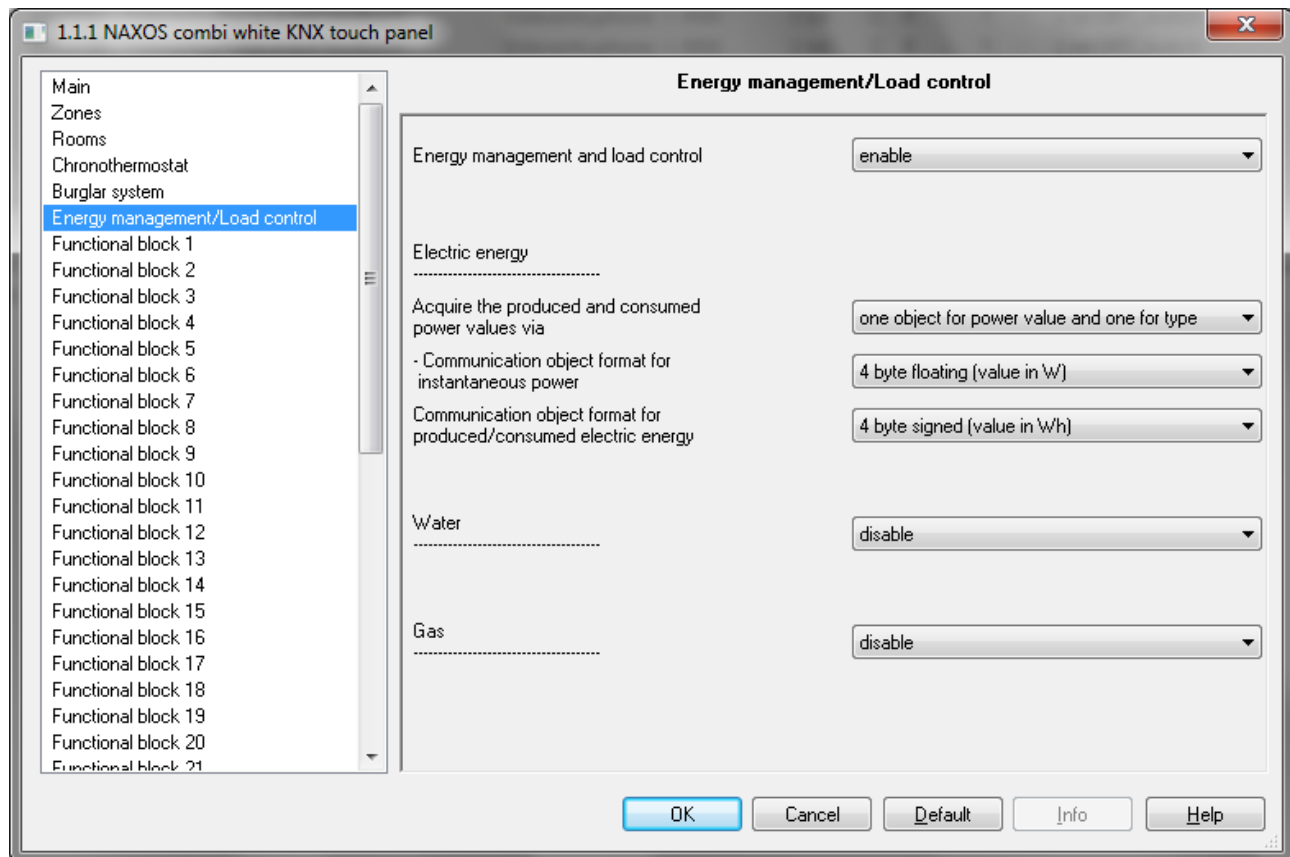 1.1.1 NAXOS combi white KNX touch panel
Main
Zones
Rooms
Chronothermostat
Burglar system
Energy management/Load control
Functional block 1
Functional block 2
Functional block 3
Functional block 4
Functional block 5
Functional block 6
Functional block 7
Functional block 8
Functional block 9
Functional block 10
Functional block 11
Functional block 12
Functional block 13
Functional block 14
Functional block 15
Functional block 16
Functional block 17
Functional block 18
Functional block 19
Functional block 20
Functional block 21
Energy management/Load control
Energy management and load control
enable
Electric energy
-------------------------------------
Acquire the produced and consumed
power values via
one object for power value and one for type
- Communication object format for
instantaneous power
4 byte floating (value in W)
Communication object format for
produced/consumed electric energy
4 byte signed (value in Wh)
Water
-------------------------------------
disable
Gas
-------------------------------------
disable
OK
Cancel
Default
Info
Help